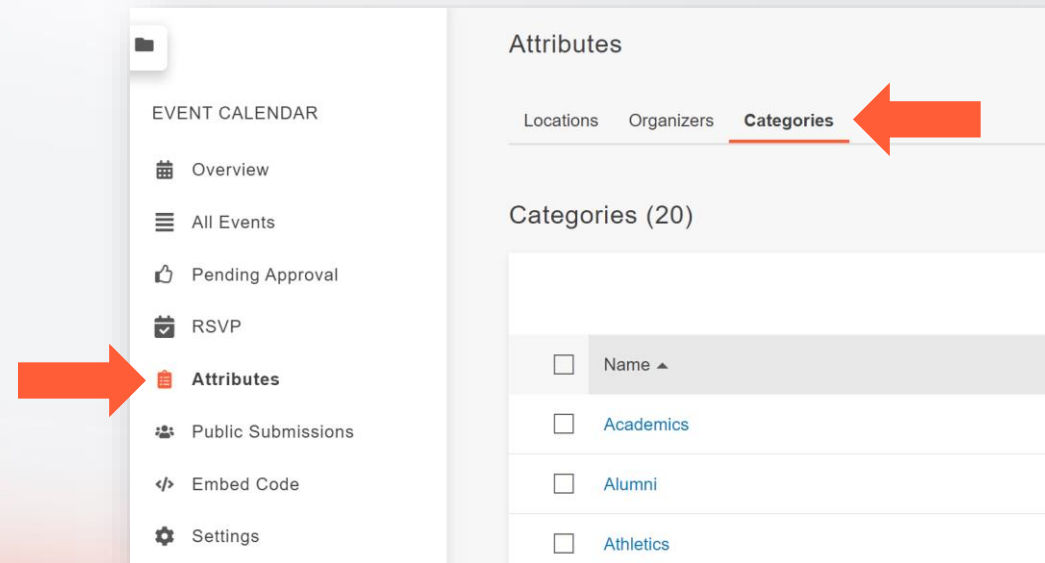 Attributes
EVENT CALENDAR
Locations Organizers Categories
Overview
All Events
Categories (20)
Pending Approval
RSVP
Name
Attributes
Academics
Public Submissions
Embed Code
Alumni
Settings
Athletics